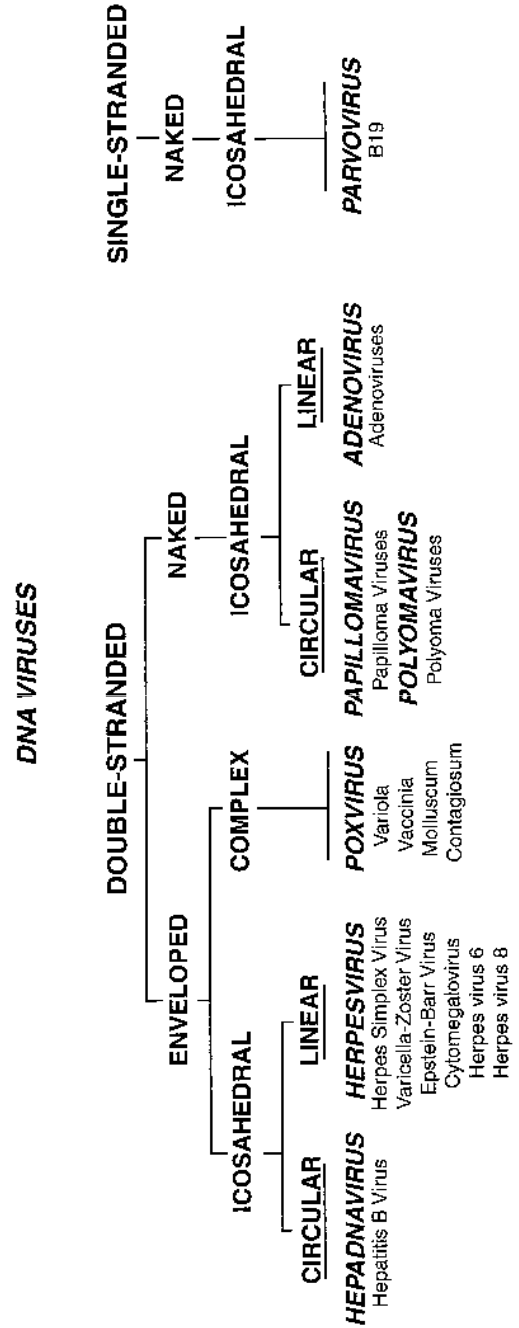 DNA VIRUSES
DOUBLE-STRANDED
SINGLE-STRANDED
ENVELOPED
NAKED
NAKED
ICOSAHEDRAL
COMPLEX
ICOSAHEDRAL
ICOSAHEDRAL
CIRCULAR
LINEAR
CIRCULAR
LINEAR
HEPADNAVIRUS
Hepatitis B Virus
HERPESVIRUS
Herpes Simplex Virus
Varicella-Zoster Virus
Epstein-Barr Virus
Cytomegalovirus
Herpes virus 6
Herpes virus 8
POXVIRUS
Variola
Vaccinia
Molluscum
Contagiosum
PAPILLOMAVIRUS
Papilloma Viruses
POLYOMAVIRUS
Polyoma Viruses
ADENOVIRUS
Adenoviruses
PARVOVIRUS
B19